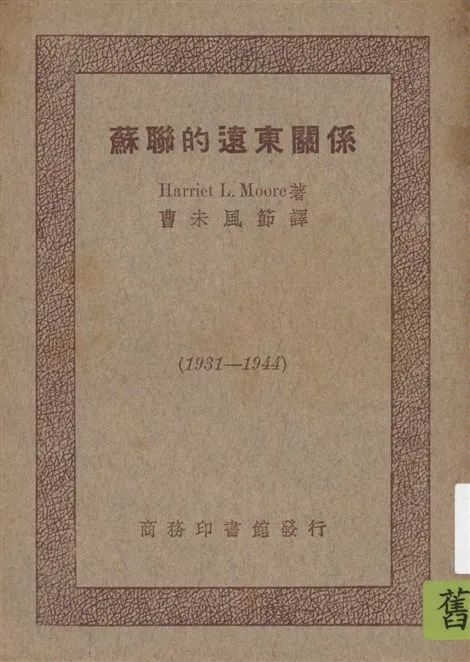 蘇聯的遠東關係
Harriet L. Moore著
曹未風節譯
(1931—1944)
商務印書館發行
舊